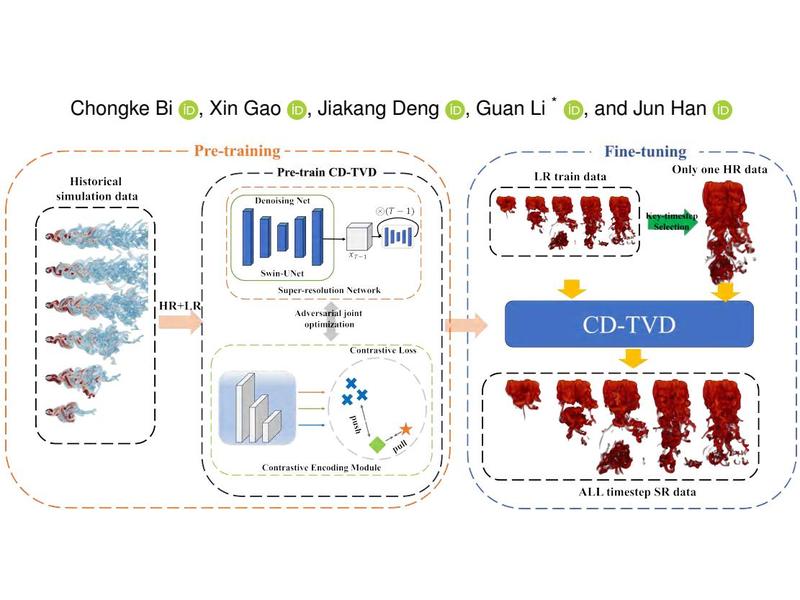 Chongke Bi iD, Xin Gao iD, Jiakang Deng iD, Guan Li * iD, and Jun Han iD
Pre-training
Historical
simulation data
HR+LR
Pre-train CD-TVD
Denoising Net
Swin-UNet
x_{T-1}
⊗(T − 1)
Super-resolution Network
Adversarial joint
optimization
Contrastive Loss
push
pull
Contrastive Encoding Module
Fine-tuning
LR train data
Only one HR data
Key-timestep
Selection
CD-TVD
ALL timestep SR data